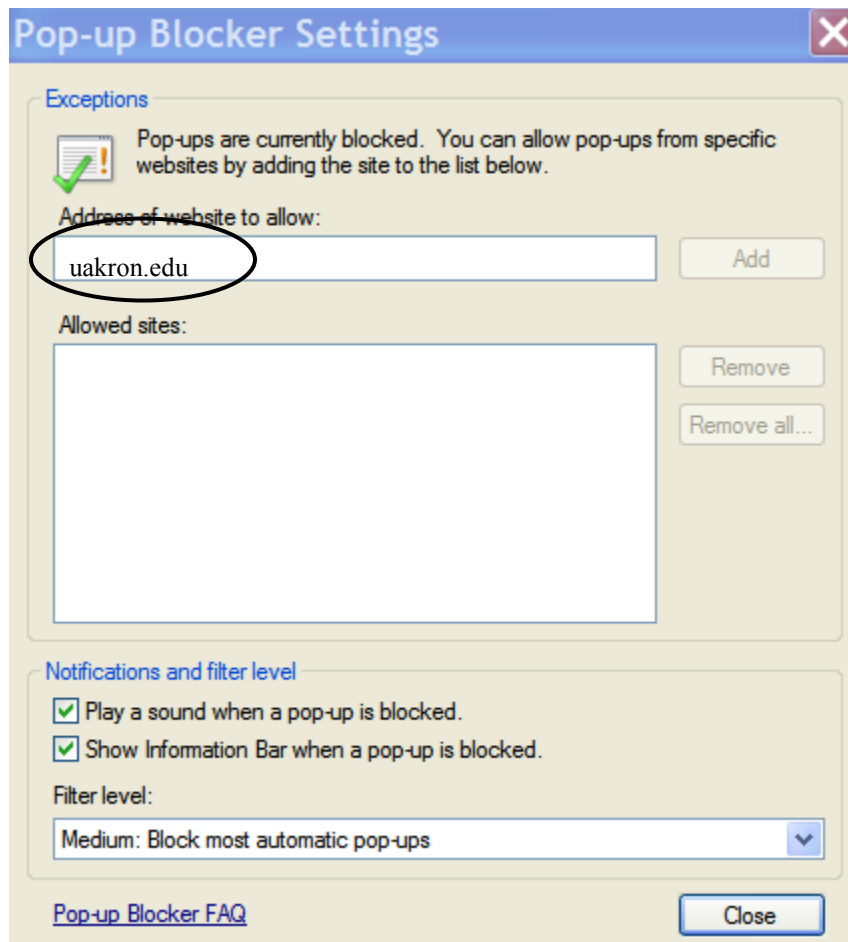 Pop-up Blocker Settings
Exceptions
Pop-ups are currently blocked. You can allow pop-ups from specific
websites by adding the site to the list below.
Address of website to allow:
uakron.edu
Add
Allowed sites:
Remove
Remove all...
Notifications and filter level
Play a sound when a pop-up is blocked.
Show Information Bar when a pop-up is blocked.
Filter level:
Medium: Block most automatic pop-ups
Pop-up Blocker FAQ
Close